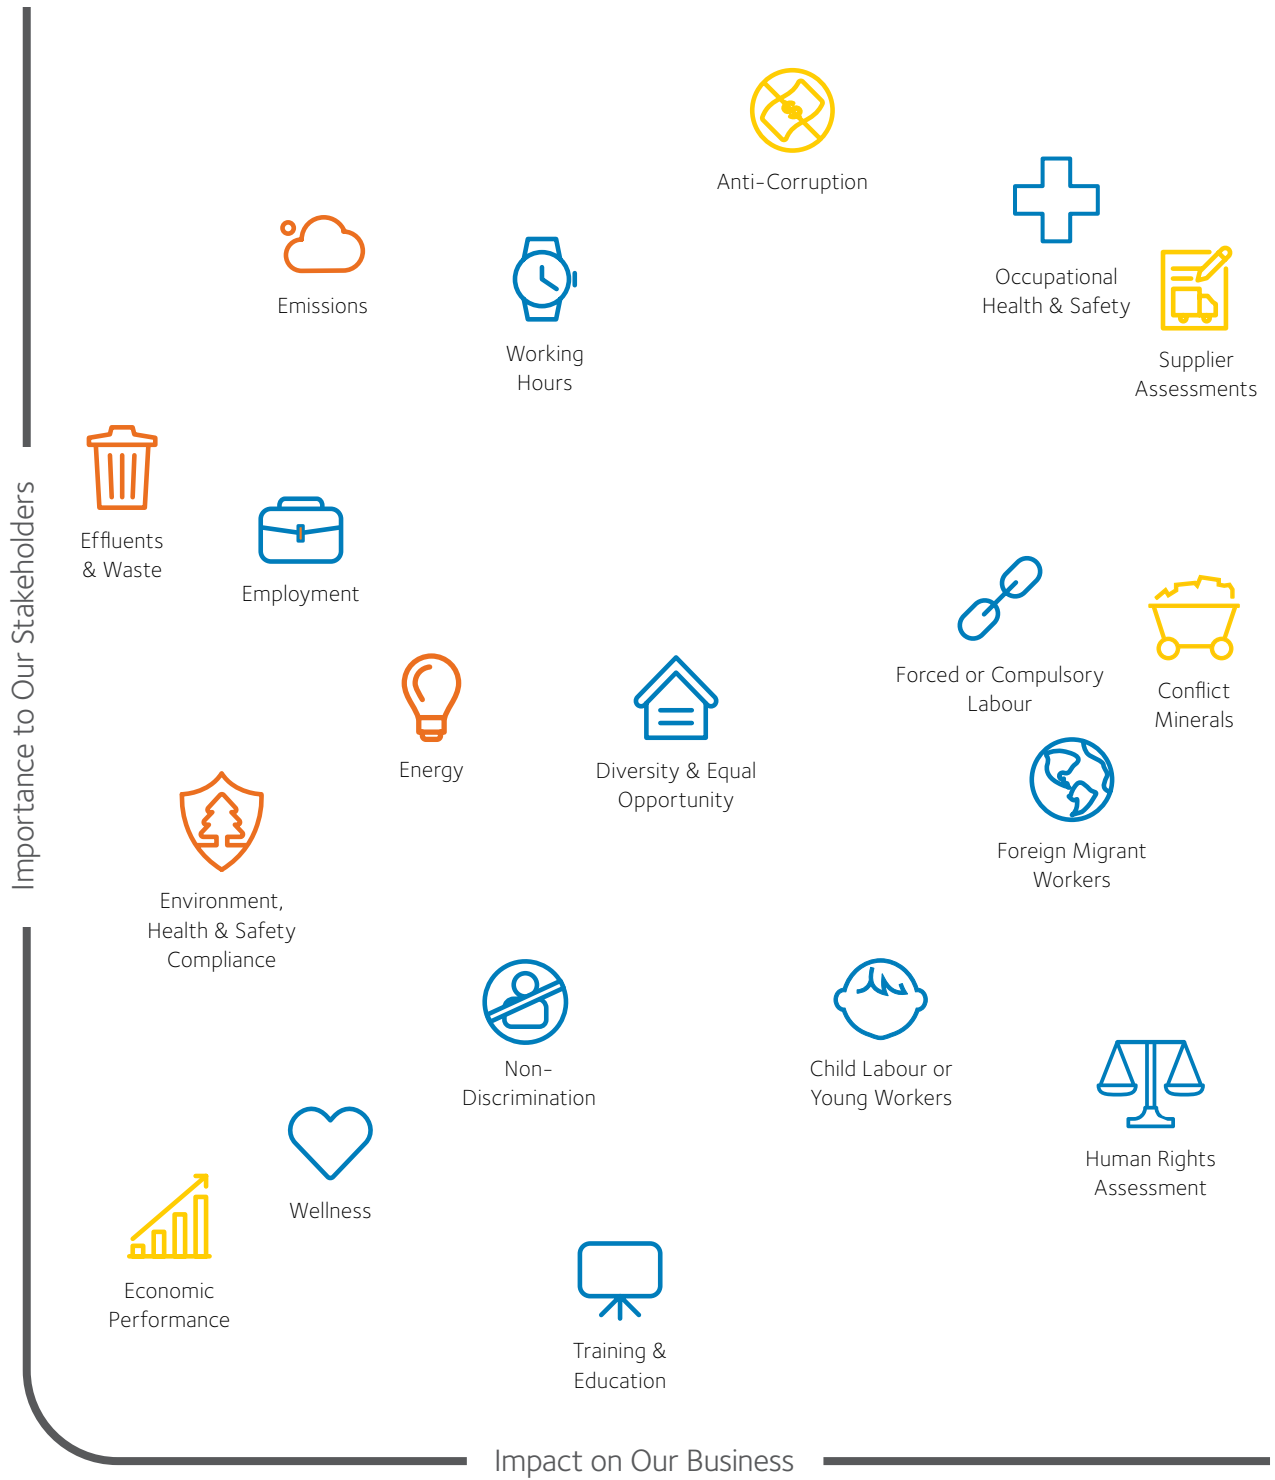 Anti-Corruption
Occupational
Health & Safety
Emissions
Working
Hours
Supplier
Assessments
Effluents
& Waste
Employment
Forced or Compulsory
Labour
Conflict
Minerals
Energy
Diversity & Equal
Opportunity
Foreign Migrant
Workers
Environment,
Health & Safety
Compliance
Non-
Discrimination
Child Labour or
Young Workers
Human Rights
Assessment
Wellness
Economic
Performance
Training &
Education
Importance to Our Stakeholders
Impact on Our Business